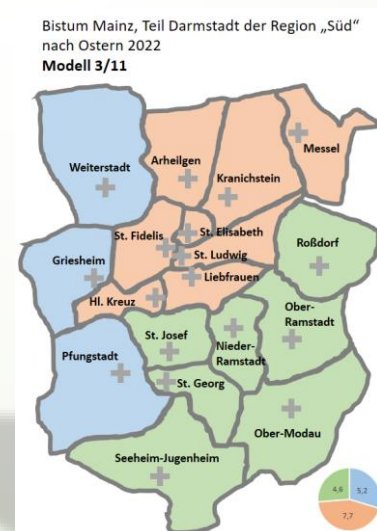 Bistum Mainz, Teil Darmstadt der Region „Süd“
nach Ostern 2022
Modell 3/11
Messel
Arheilgen
Weiterstadt
Kranichstein
St. Fidelis
St. Elisabeth
Roßdorf
St. Ludwig
Griesheim
Liebfrauen
Hl. Kreuz
Ober-
Ramstadt
St. Josef
Nieder-
Ramstadt
Pfungstadt
St. Georg
Ober-Modau
Seeheim-Jugenheim
4,6
5,2
7,7